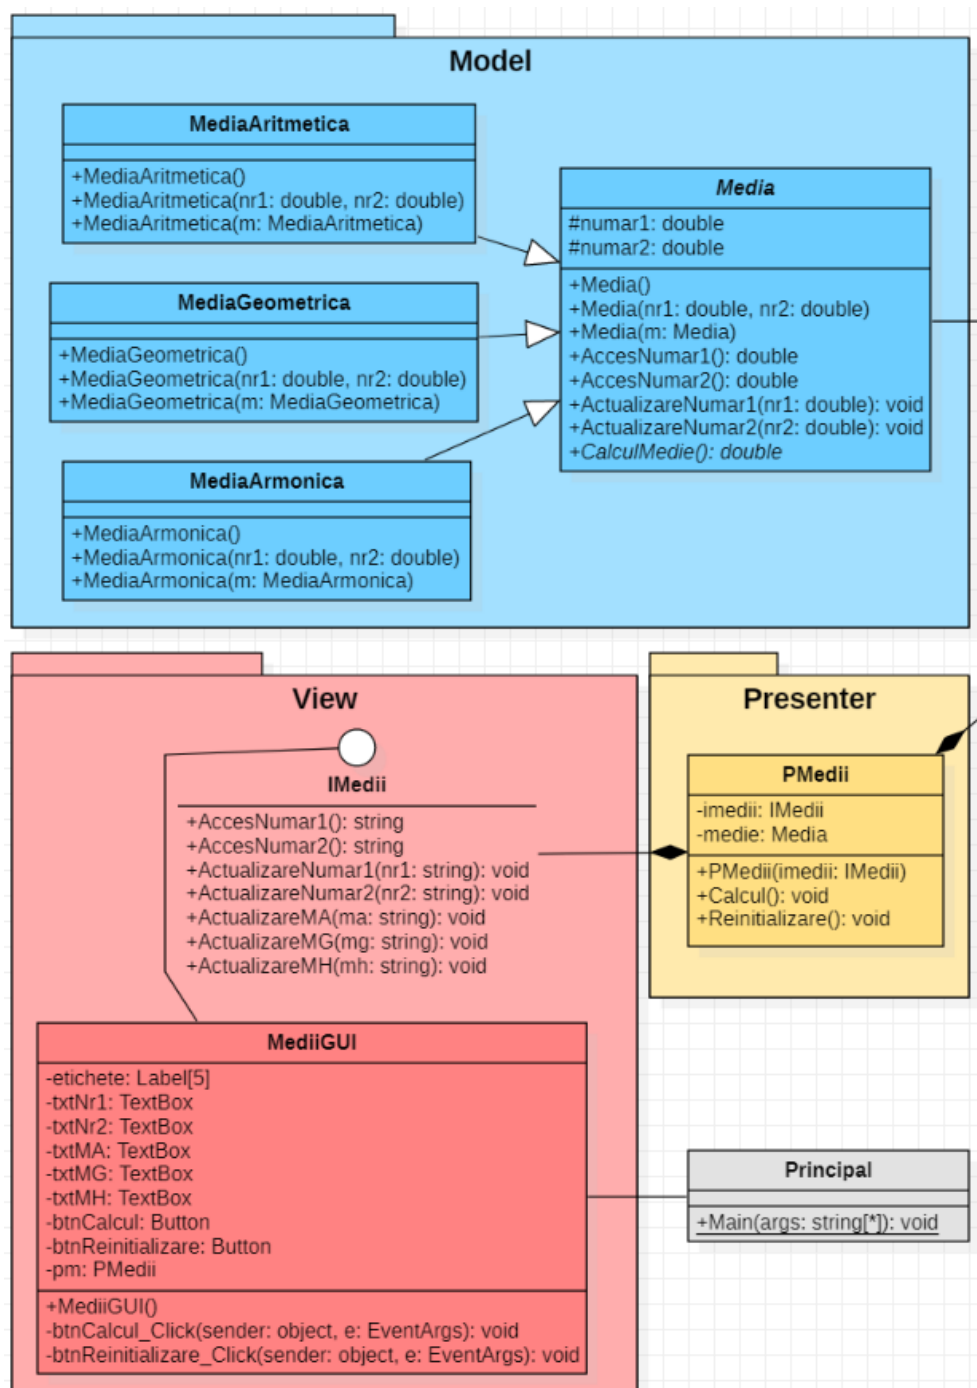 Model
MediaAritmetica
+MediaAritmetica()
+MediaAritmetica(nr1: double, nr2: double)
+MediaAritmetica(m: MediaAritmetica)
MediaGeometrica
+MediaGeometrica()
+MediaGeometrica(nr1: double, nr2: double)
+MediaGeometrica(m: MediaGeometrica)
MediaArmonica
+MediaArmonica()
+MediaArmonica(nr1: double, nr2: double)
+MediaArmonica(m: MediaArmonica)
Media
#numar1: double
#numar2: double
+Media()
+Media(nr1: double, nr2: double)
+Media(m: Media)
+AccesNumar1(): double
+AccesNumar2(): double
+ActualizareNumar1(nr1: double): void
+ActualizareNumar2(nr2: double): void
+CalculMedie(): double
View
IMedii
+AccesNumar1(): string
+AccesNumar2(): string
+ActualizareNumar1(nr1: string): void
+ActualizareNumar2(nr2: string): void
+ActualizareMA(ma: string): void
+ActualizareMG(mg: string): void
+ActualizareMH(mh: string): void
MediiGUI
-etichete: Label[5]
-txtNr1: TextBox
-txtNr2: TextBox
-txtMA: TextBox
-txtMG: TextBox
-txtMH: TextBox
-btnCalcul: Button
-btnReinitializare: Button
-pm: PMedii
+MediiGUI()
-btnCalcul_Click(sender: object, e: EventArgs): void
-btnReinitializare_Click(sender: object, e: EventArgs): void
Presenter
PMedii
-imedii: IMedii
-medie: Media
+PMedii(imedii: IMedii)
+Calcul(): void
+Reinitializare(): void
Principal
+Main(args: string[*]): void